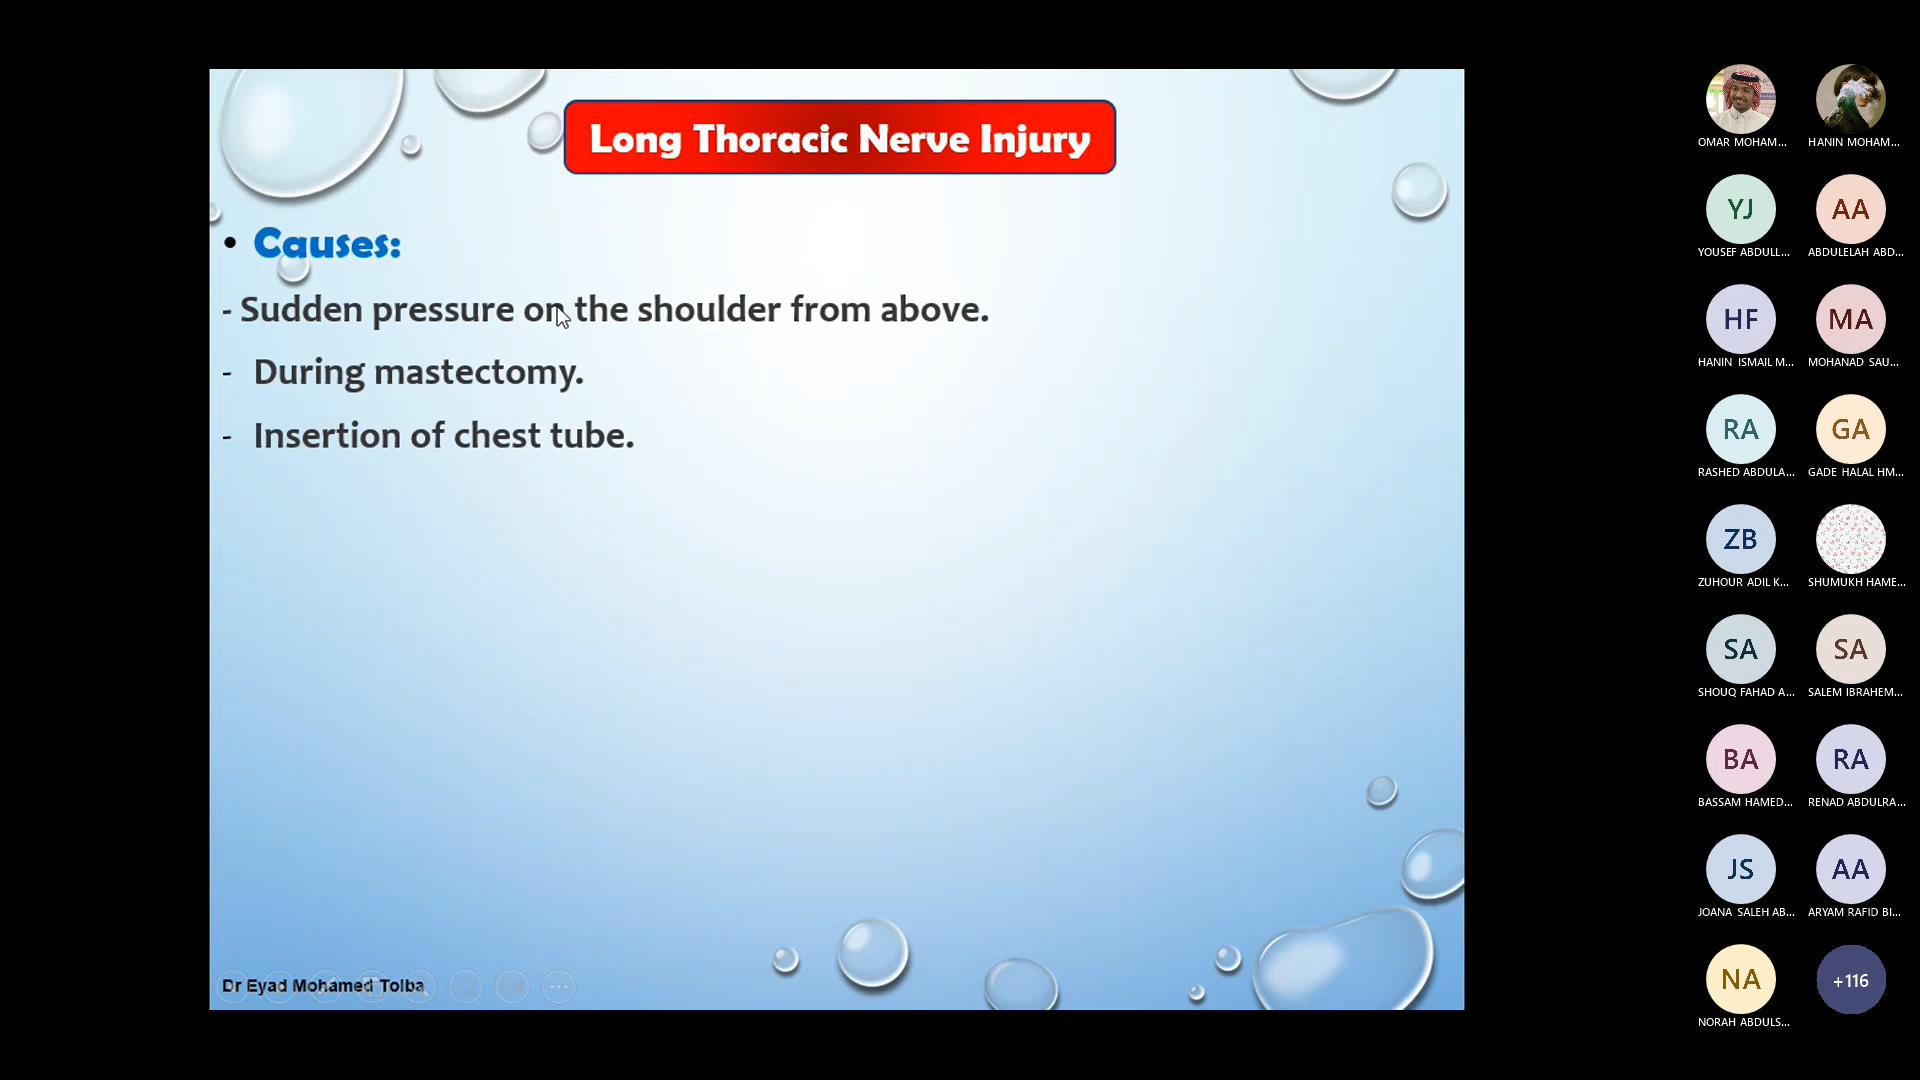 Long Thoracic Nerve Injury
• Causes:
- Sudden pressure on the shoulder from above.
- During mastectomy.
- Insertion of chest tube.
Dr Eyad Mohamed Tolba
OMAR MOHAM...
HANIN MOHAM...
YJ
AA
YOUSEF ABDULL...
ABDULELAH ABD...
HF
MA
HANIN ISMAIL M...
MOHANAD SAU...
RA
GA
RASHED ABDULA...
GADE HALAL HM...
ZB
ZUHOUR ADIL K...
SHUMUKH HAME...
SA
SA
SHOUQ FAHAD A...
SALEM IBRAHEM...
BA
RA
BASSAM HAMED...
RENAD ABDULRA...
JS
AA
JOANA SALEH AB...
ARYAM RAFID BI...
NA
+116
NORAH ABDULS...